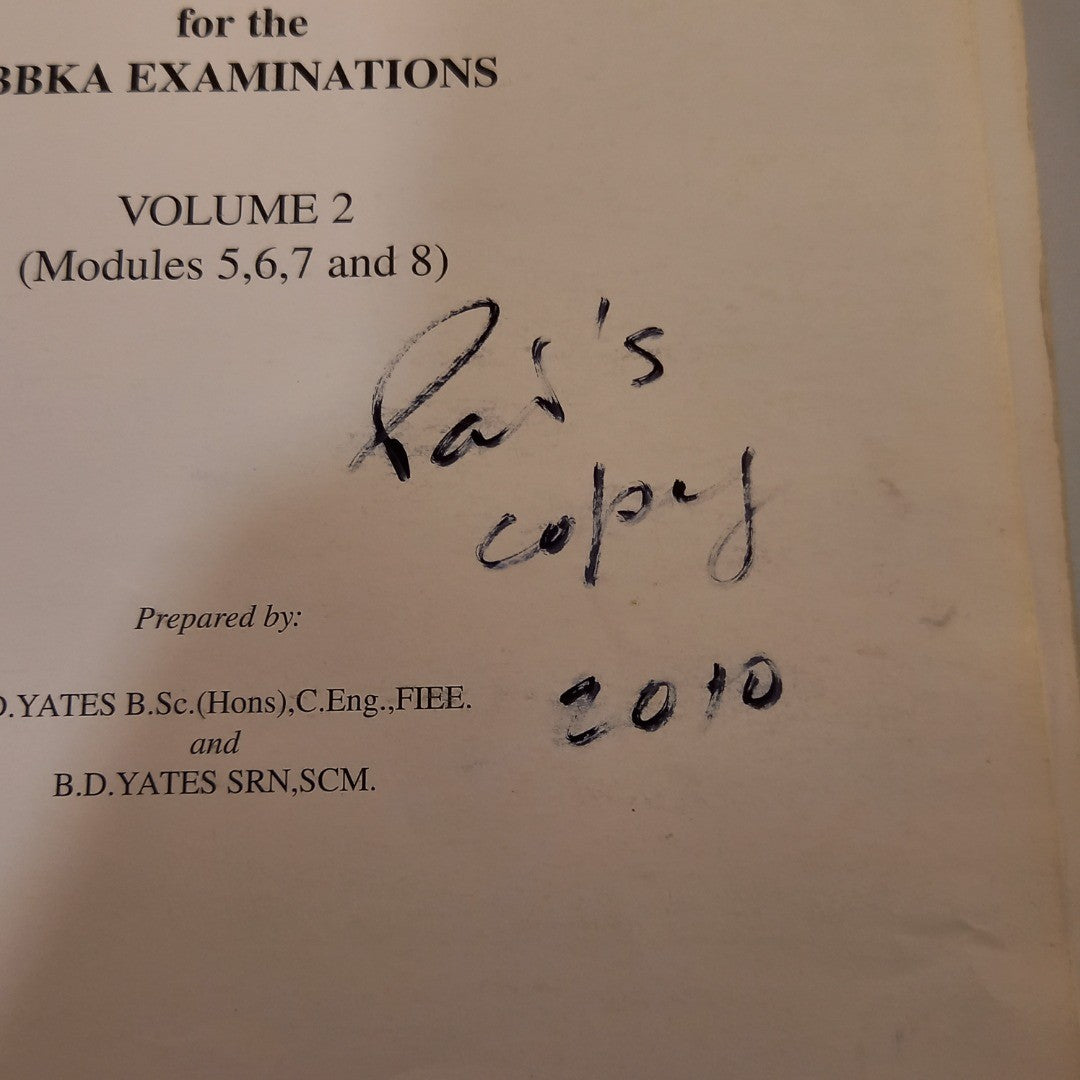 for the
BBKA EXAMINATIONS
VOLUME 2
(Modules 5,6,7 and 8)
Pat's
copy
Prepared by:
D.YATES B.Sc.(Hons),C.Eng.,FIEE.
2010
and
B.D.YATES SRN,SCM.